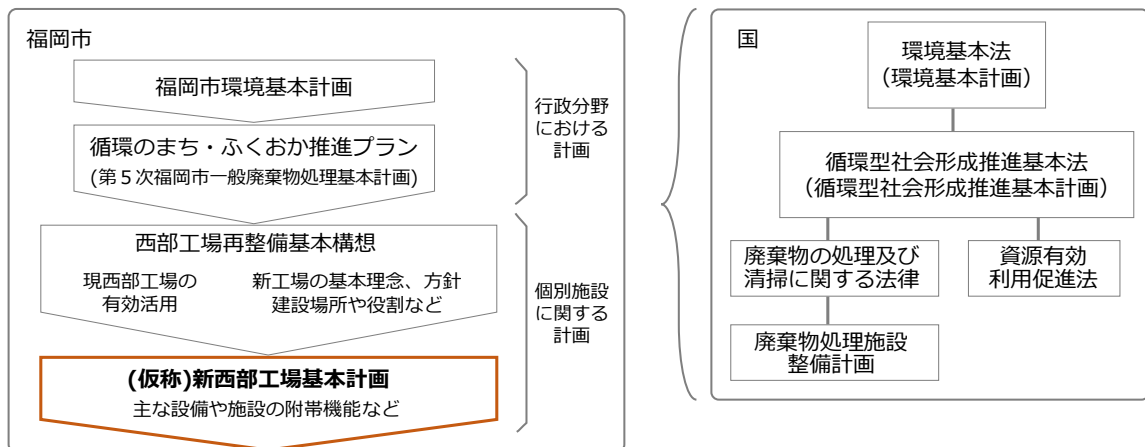 福岡市
福岡市環境基本計画
循環のまち・ふくおか推進プラン
(第5次福岡市一般廃棄物処理基本計画)
行政分野
における
計画
西部工場再整備基本構想
現西部工場の
有効活用
新工場の基本理念、方針
建設場所や役割など
(仮称)新西部工場基本計画
主な設備や施設の附帯機能など
個別施設
に関する
計画
国
環境基本法
(環境基本計画)
循環型社会形成推進基本法
(循環型社会形成推進基本計画)
廃棄物の処理及び
清掃に関する法律
資源有効
利用促進法
廃棄物処理施設
整備計画